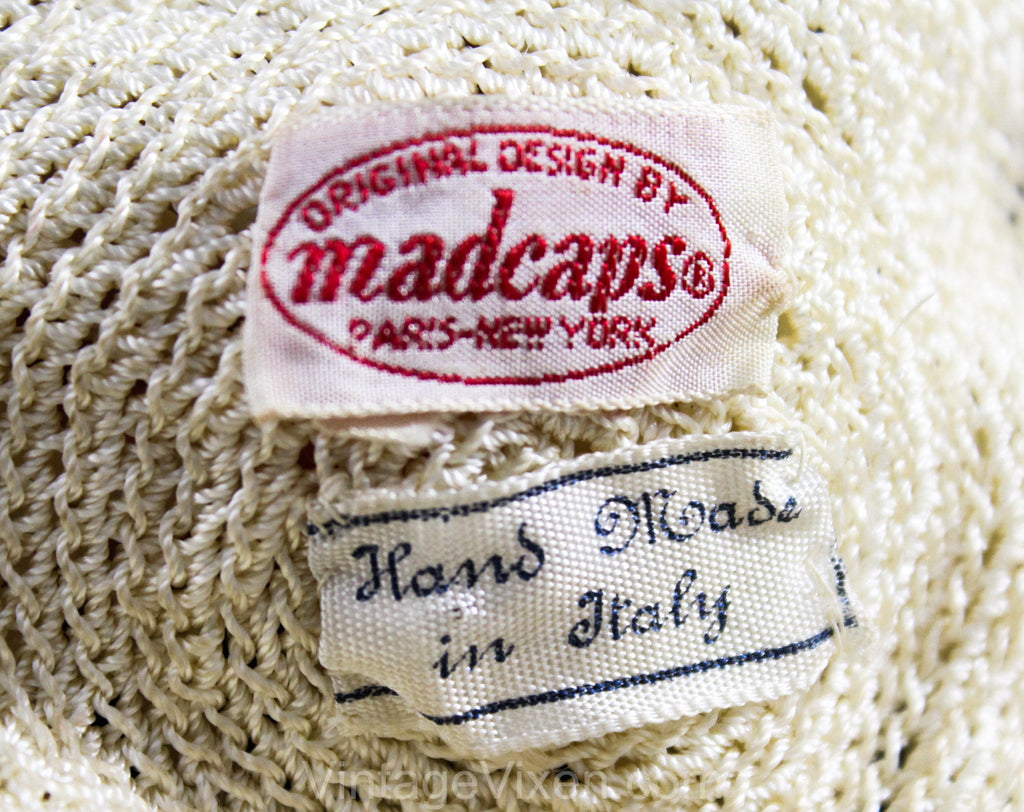 ORIGINAL DESIGN BY
madcaps®
PARIS-NEW YORK
Hand Made
in Italy
VintageVixen.com